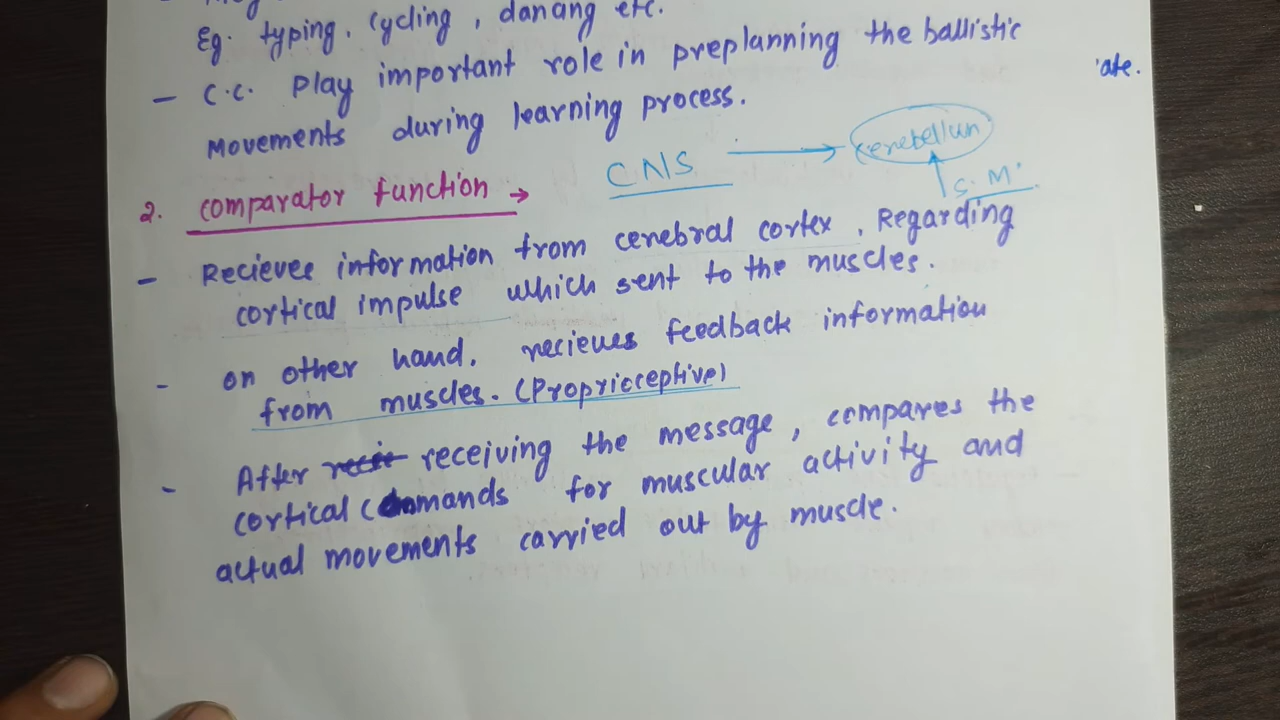 Eg. typing, cycling, danang etc.
- C.C. Play important role in preplanning the ballistic
movements during learning process.
'ate.
CNS → cerebellum
S.M.
2. comparator function →
- Recieves information from cerebral cortex, Regarding
cortical impulse which sent to the muscles.
- on other hand, recieves feedback information
from muscles. (Proprioceptive)
- After receiving the message, compares the
cortical commands for muscular activity and
actual movements carried out by muscle.